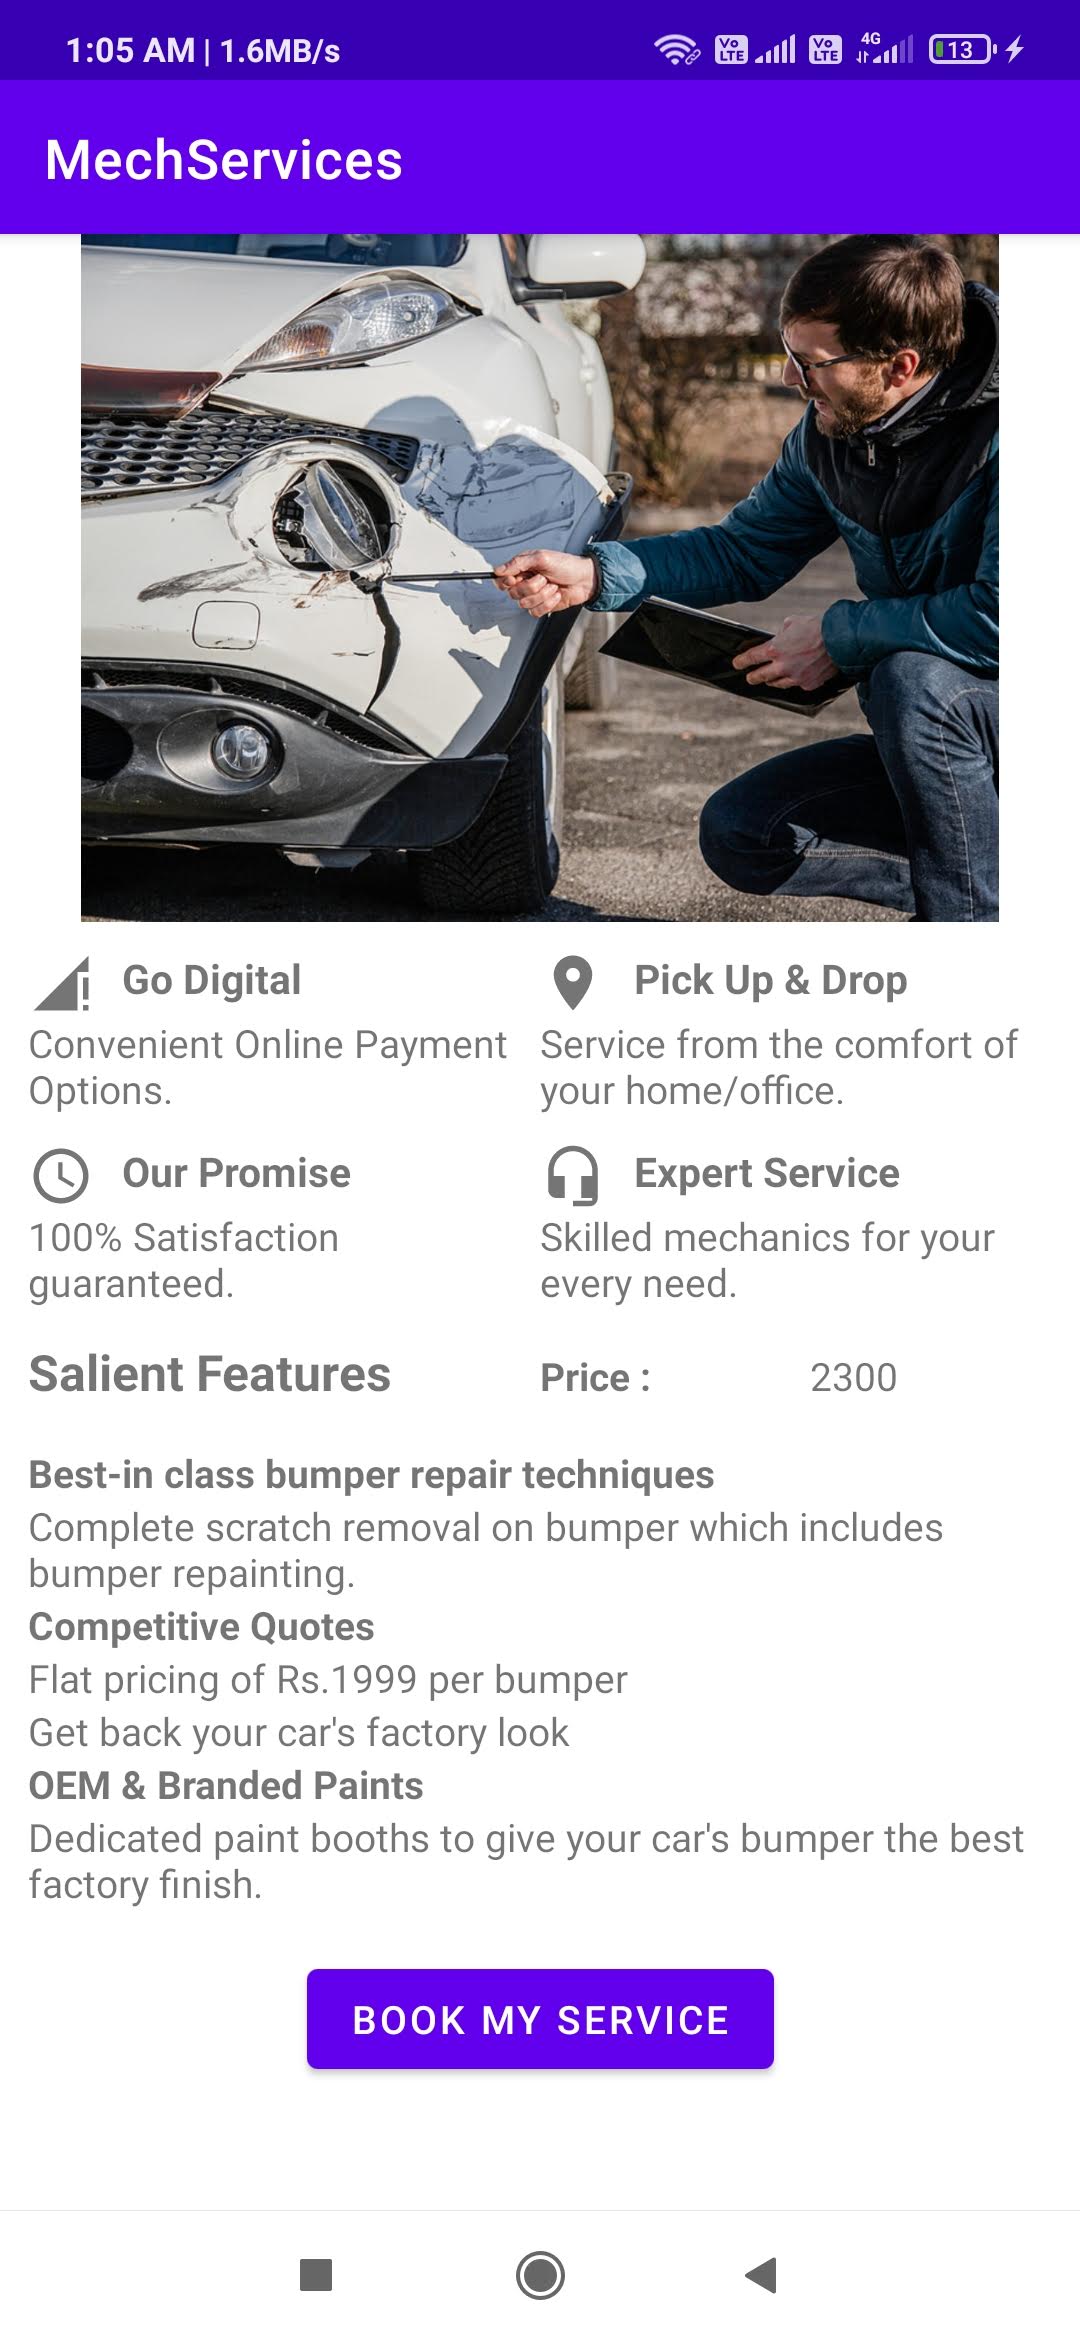 1:05 AM | 1.6MB/s
Vo LTE Vo LTE 4G 13
MechServices
Go Digital
Convenient Online Payment
Options.
Pick Up & Drop
Service from the comfort of
your home/office.
Our Promise
100% Satisfaction
guaranteed.
Expert Service
Skilled mechanics for your
every need.
Salient Features
Price : 2300
Best-in class bumper repair techniques
Complete scratch removal on bumper which includes
bumper repainting.
Competitive Quotes
Flat pricing of Rs.1999 per bumper
Get back your car's factory look
OEM & Branded Paints
Dedicated paint booths to give your car's bumper the best
factory finish.
BOOK MY SERVICE